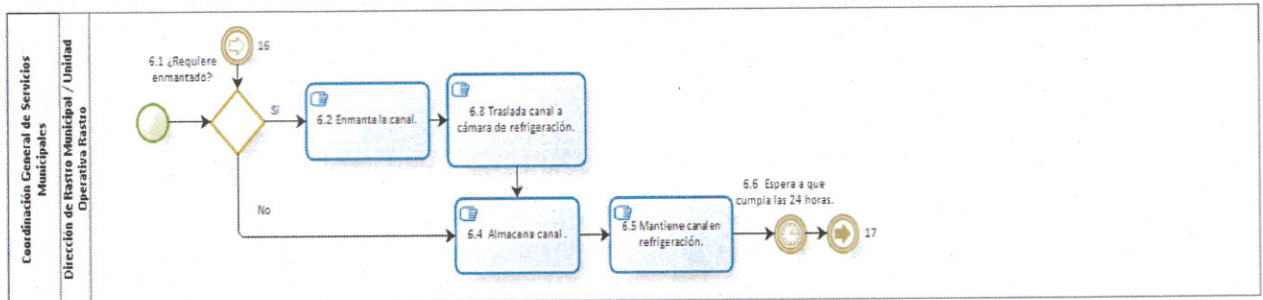 Coordinación General de Servicios
Municipales
Dirección de Rastro Municipal / Unidad
Operativa Rastro
16
6.1 ¿Requiere
enmantado?
Si
6.2 Enmanta la canal.
6.3 Traslada canal a
cámara de refrigeración.
No
6.4 Almacena canal .
6.5 Mantiene canal en
refrigeración.
6.6 Espera a que
cumpla las 24 horas.
17